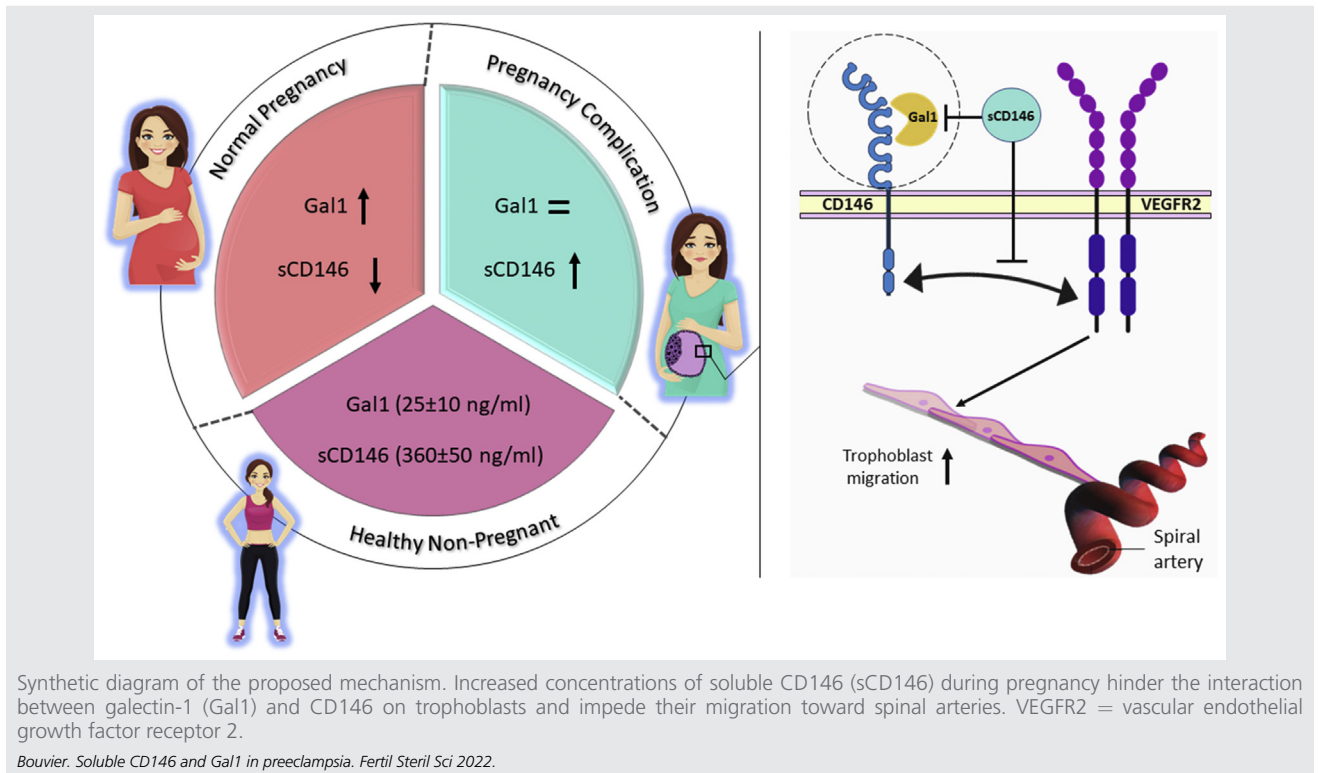 Normal Pregnancy
Pregnancy Complication
Gal1 ↑
sCD146 ↓
Gal1 =
sCD146 ↑
Gal1 (25±10 ng/ml)
sCD146 (360±50 ng/ml)
Healthy Non-Pregnant
Gal1
sCD146
CD146
VEGFR2
Trophoblast
migration ↑
Spiral
artery
Synthetic diagram of the proposed mechanism. Increased concentrations of soluble CD146 (sCD146) during pregnancy hinder the interaction
between galectin-1 (Gal1) and CD146 on trophoblasts and impede their migration toward spinal arteries. VEGFR2 = vascular endothelial
growth factor receptor 2.
Bouvier. Soluble CD146 and Gal1 in preeclampsia. Fertil Steril Sci 2022.